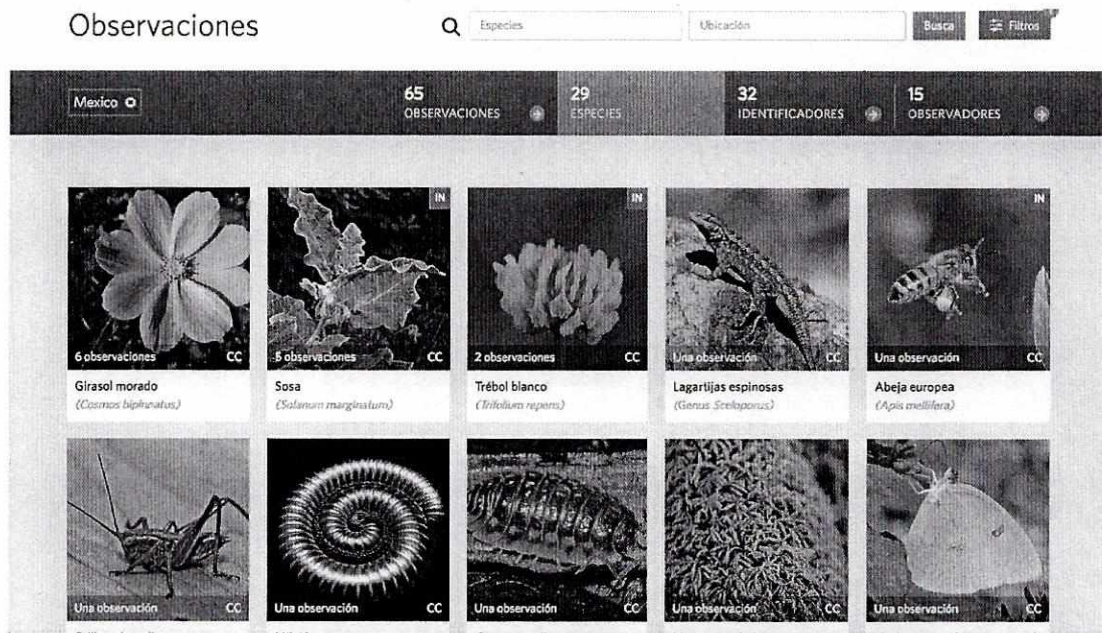 Observaciones
Especies
Ubicación
Busca
Filtros
Mexico
65
OBSERVACIONES
29
ESPECIES
32
IDENTIFICADORES
15
OBSERVADORES
IN
IN
IN
6 observaciones CC
5 observaciones CC
2 observaciones CC
Una observación CC
Una observación CC
Girasol morado
(Cosmos bipinnatus)
Sosa
(Solanum marginatum)
Trébol blanco
(Trifolium repens)
Lagartijas espinosas
(Genus Sceloporus)
Abeja europea
(Apis mellifera)
Una observación CC
Una observación CC
Una observación CC
Una observación CC
Una observación CC